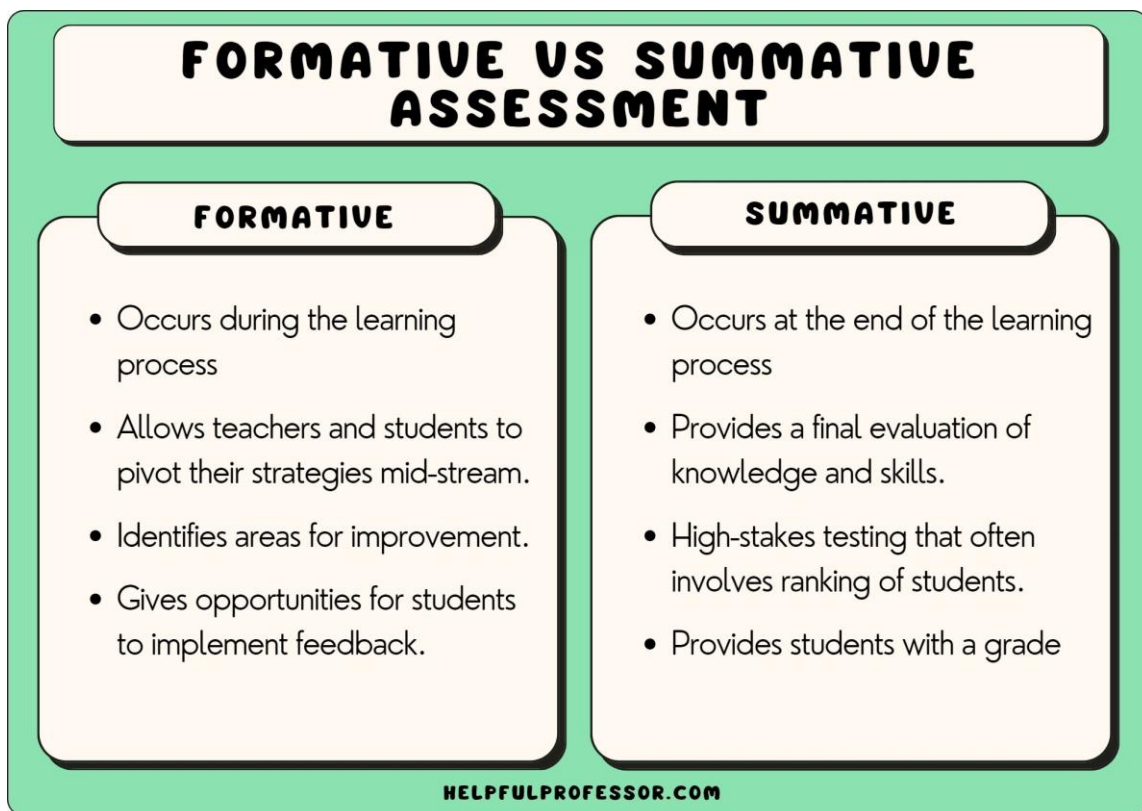 FORMATIVE VS SUMMATIVE
ASSESSMENT
FORMATIVE
• Occurs during the learning
process
• Allows teachers and students to
pivot their strategies mid-stream.
• Identifies areas for improvement.
• Gives opportunities for students
to implement feedback.
SUMMATIVE
• Occurs at the end of the learning
process
• Provides a final evaluation of
knowledge and skills.
• High-stakes testing that often
involves ranking of students.
• Provides students with a grade
HELPFULPROFESSOR.COM